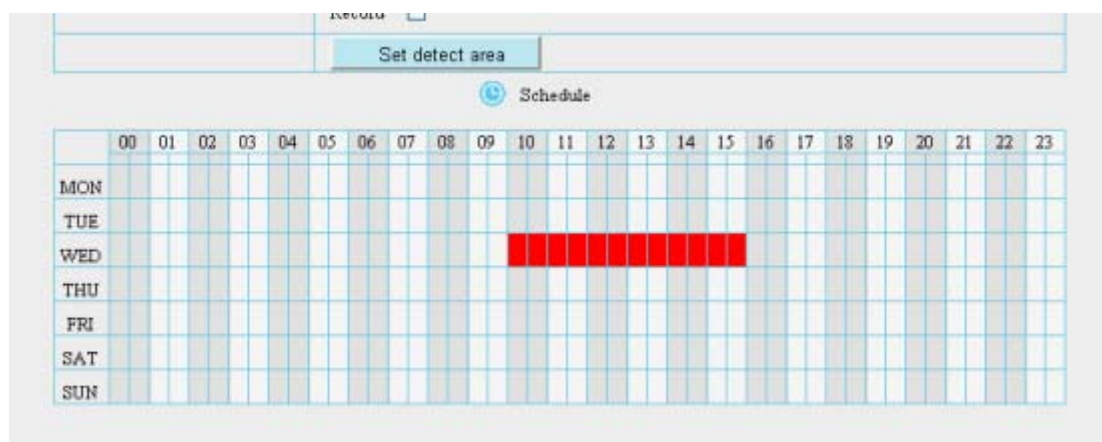 Record
Set detect area
Schedule
00 01 02 03 04 05 06 07 08 09 10 11 12 13 14 15 16 17 18 19 20 21 22 23
MON
TUE
WED
THU
FRI
SAT
SUN